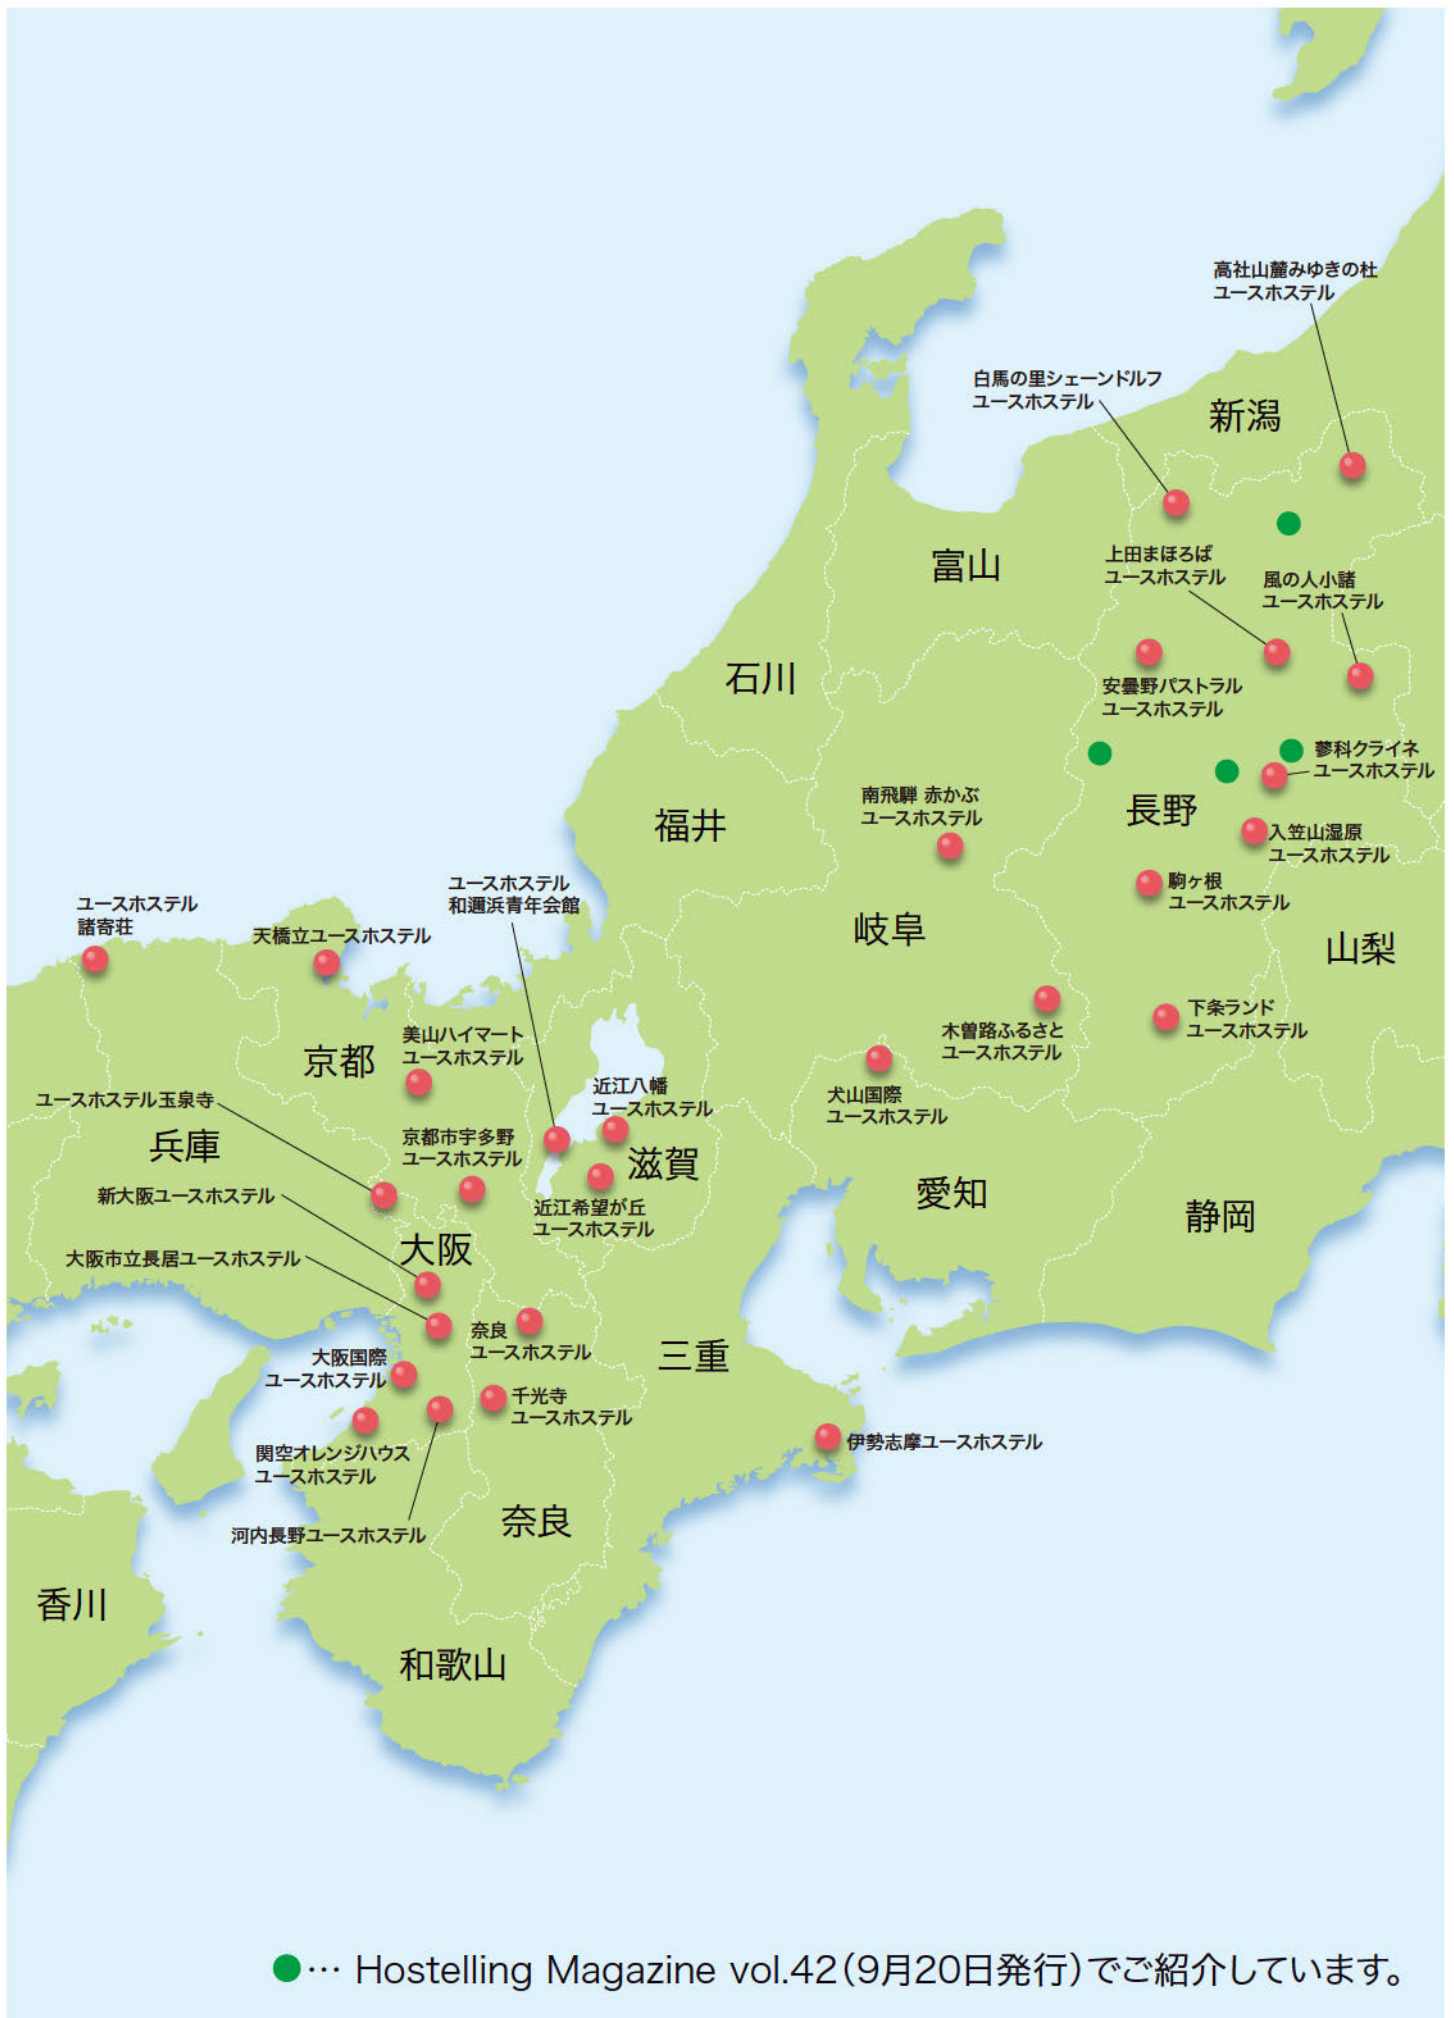 高社山麓みゆきの杜
ユースホステル
白馬の里シェーンドルフ
ユースホステル
新潟
富山
上田まほろば
ユースホステル
風の人小諸
ユースホステル
石川
安曇野パストラル
ユースホステル
蓼科クライネ
ユースホステル
南飛騨 赤かぶ
ユースホステル
長野
福井
入笠山湿原
ユースホステル
駒ヶ根
ユースホステル
ユースホステル
和邇浜青年会館
ユースホステル
諸寄荘
天橋立ユースホステル
岐阜
山梨
下条ランド
ユースホステル
木曽路ふるさと
ユースホステル
美山ハイマート
ユースホステル
京都
近江八幡
ユースホステル
犬山国際
ユースホステル
ユースホステル玉泉寺
兵庫
京都市宇多野
ユースホステル
滋賀
新大阪ユースホステル
近江希望が丘
ユースホステル
愛知
静岡
大阪
大阪市立長居ユースホステル
奈良
ユースホステル
三重
大阪国際
ユースホステル
千光寺
ユースホステル
伊勢志摩ユースホステル
関空オレンジハウス
ユースホステル
河内長野ユースホステル
奈良
香川
和歌山
●… Hostelling Magazine vol.42(9月20日発行)でご紹介しています。